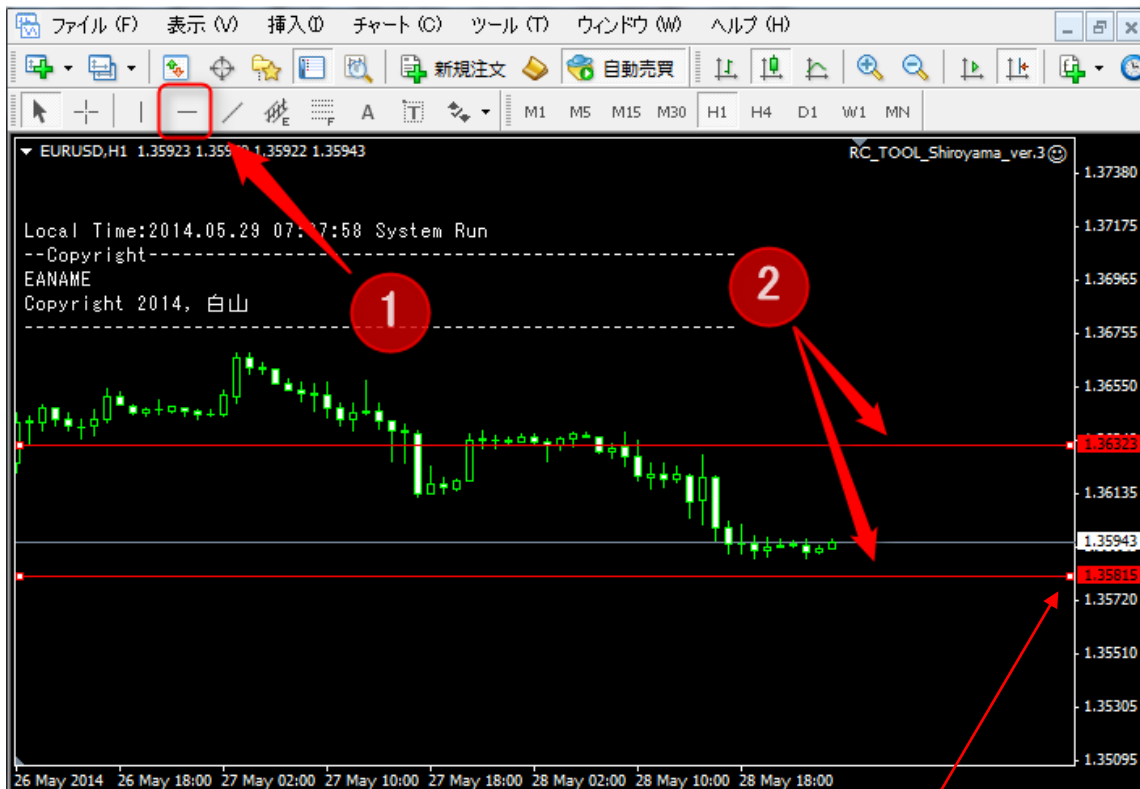 ファイル (F) 表示 (V) 挿入(I) チャート (C) ツール (T) ウィンドウ (W) ヘルプ (H)
新規注文 自動売買
E F A T M1 M5 M15 M30 H1 H4 D1 W1 MN
EURUSD,H1 1.35923 1.35922 1.35943
RC_TOOL_Shiroyama_ver.3
1.37380
Local Time:2014.05.29 07: 7:58 System Run
1.37175
--Copyright------------------------------------------------------
EANAME
1.36965
Copyright 2014, 白山
1
2
1.36755
1.36550
1.36323
1.36135
1.35943
1.35815
1.35720
1.35510
1.35305
1.35095
26 May 2014 26 May 18:00 27 May 02:00 27 May 10:00 27 May 18:00 28 May 02:00 28 May 10:00 28 May 18:00